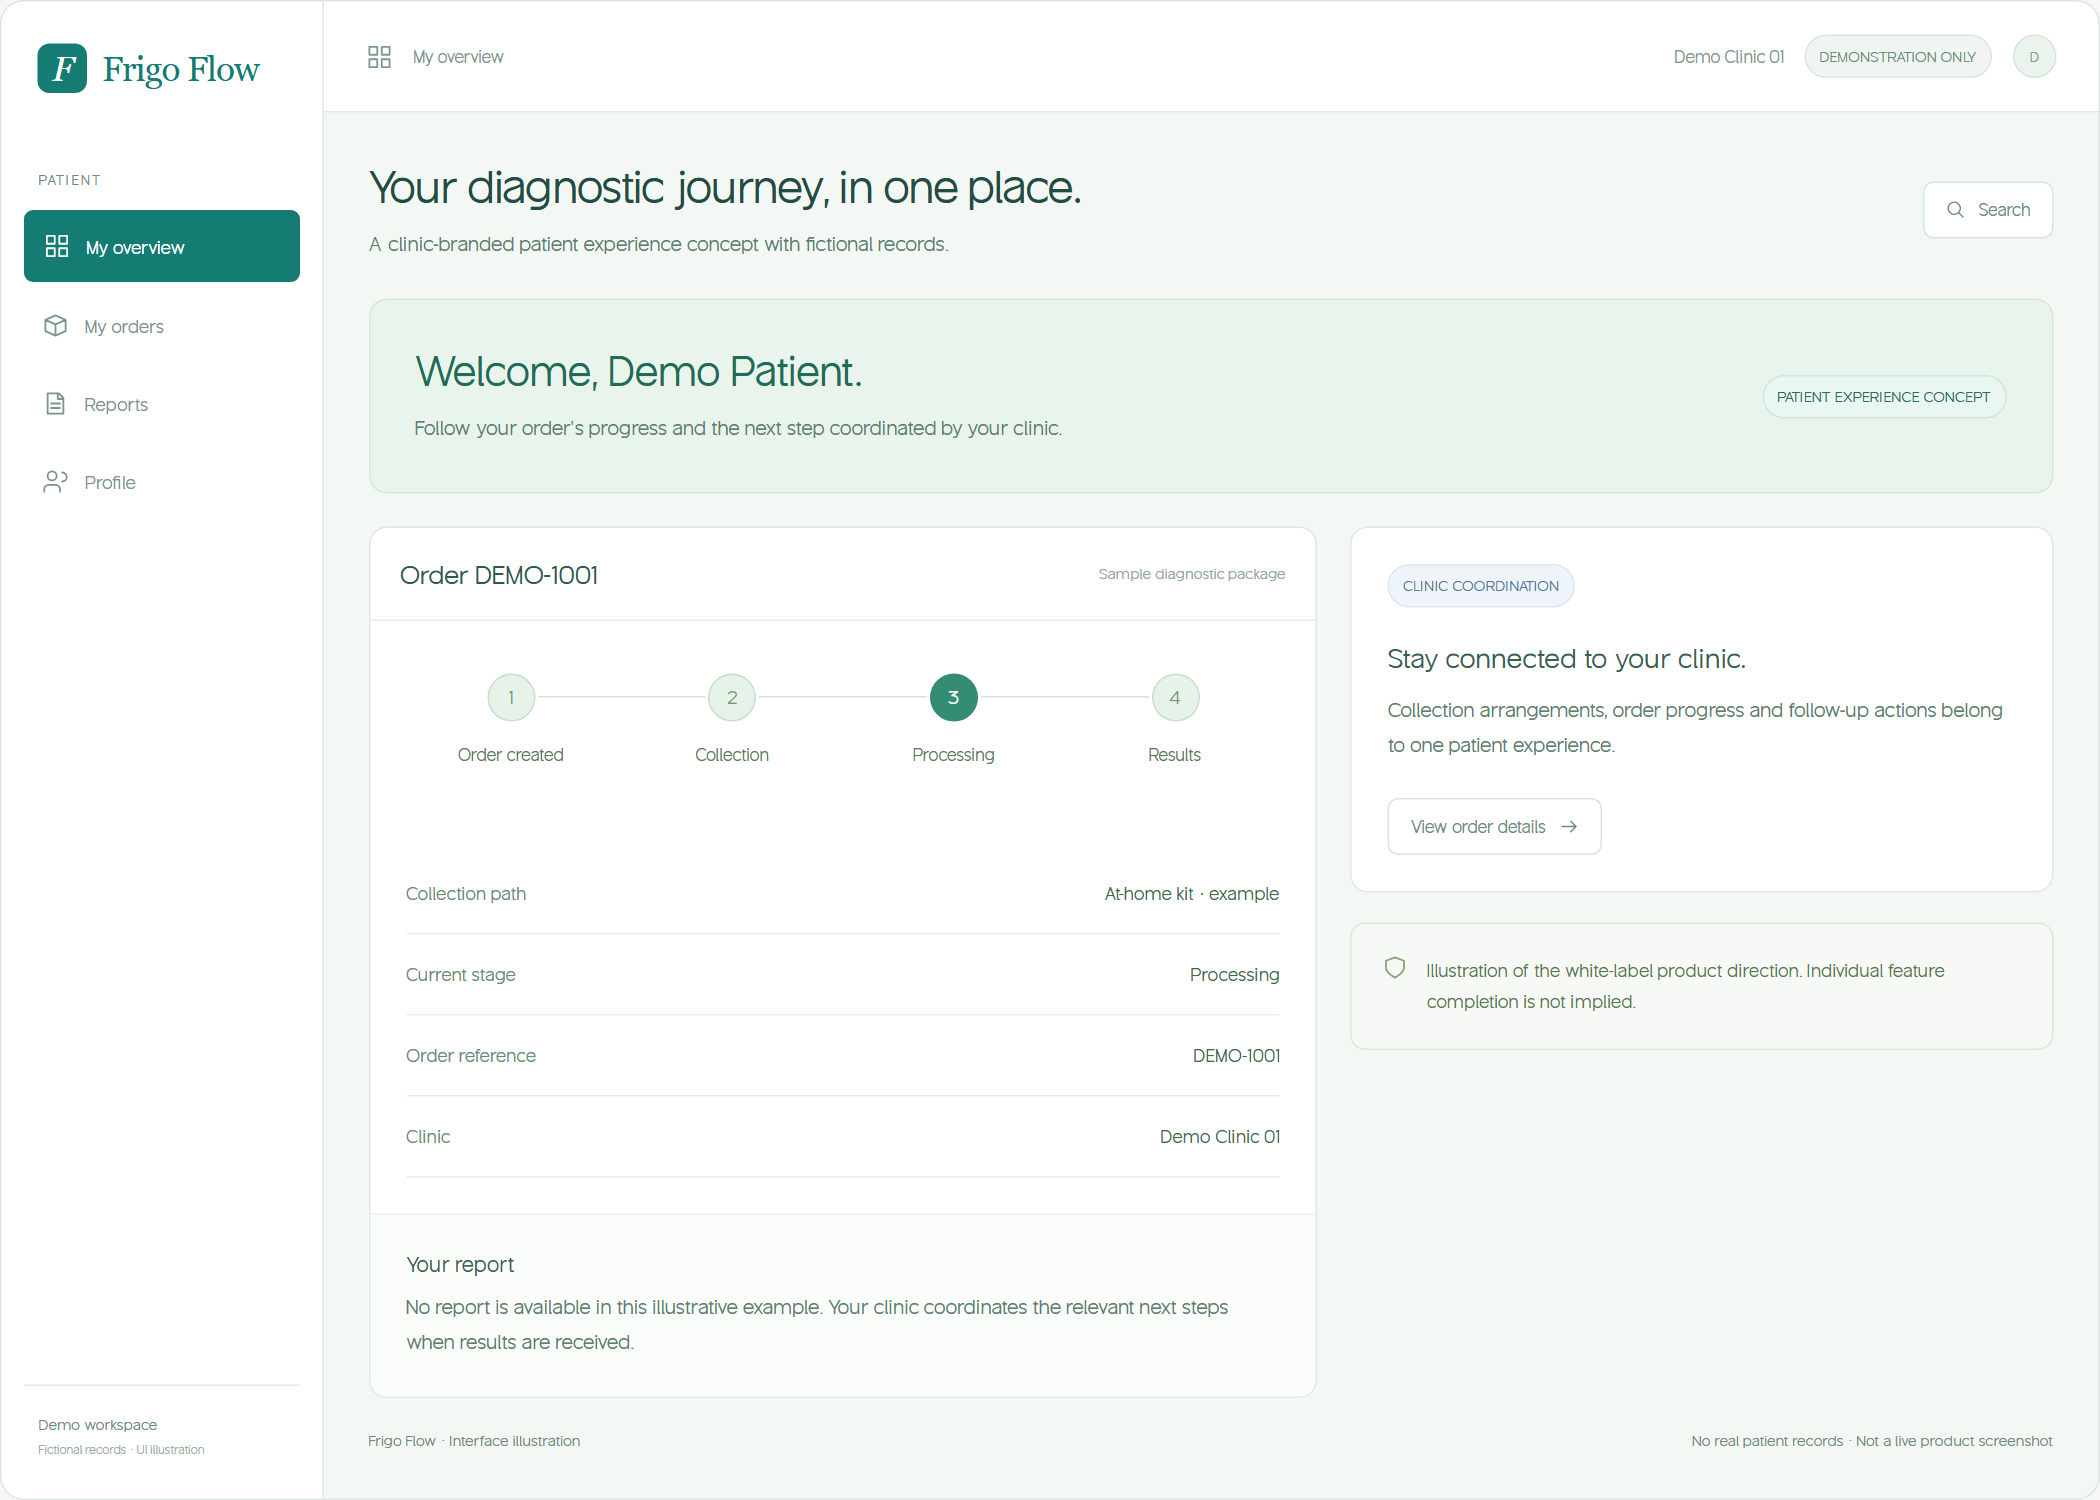 F Frigo Flow
PATIENT
My overview
My orders
Reports
Profile
Demo workspace
Fictional records · UI illustration
My overview
Demo Clinic 01
DEMONSTRATION ONLY
D
Your diagnostic journey, in one place.
A clinic-branded patient experience concept with fictional records.
Search
Welcome, Demo Patient.
Follow your order's progress and the next step coordinated by your clinic.
PATIENT EXPERIENCE CONCEPT
Order DEMO-1001
Sample diagnostic package
1
2
3
4
Order created
Collection
Processing
Results
Collection path
At-home kit · example
Current stage
Processing
Order reference
DEMO-1001
Clinic
Demo Clinic 01
Your report
No report is available in this illustrative example. Your clinic coordinates the relevant next steps
when results are received.
CLINIC COORDINATION
Stay connected to your clinic.
Collection arrangements, order progress and follow-up actions belong
to one patient experience.
View order details →
Illustration of the white-label product direction. Individual feature
completion is not implied.
Frigo Flow · Interface illustration
No real patient records · Not a live product screenshot